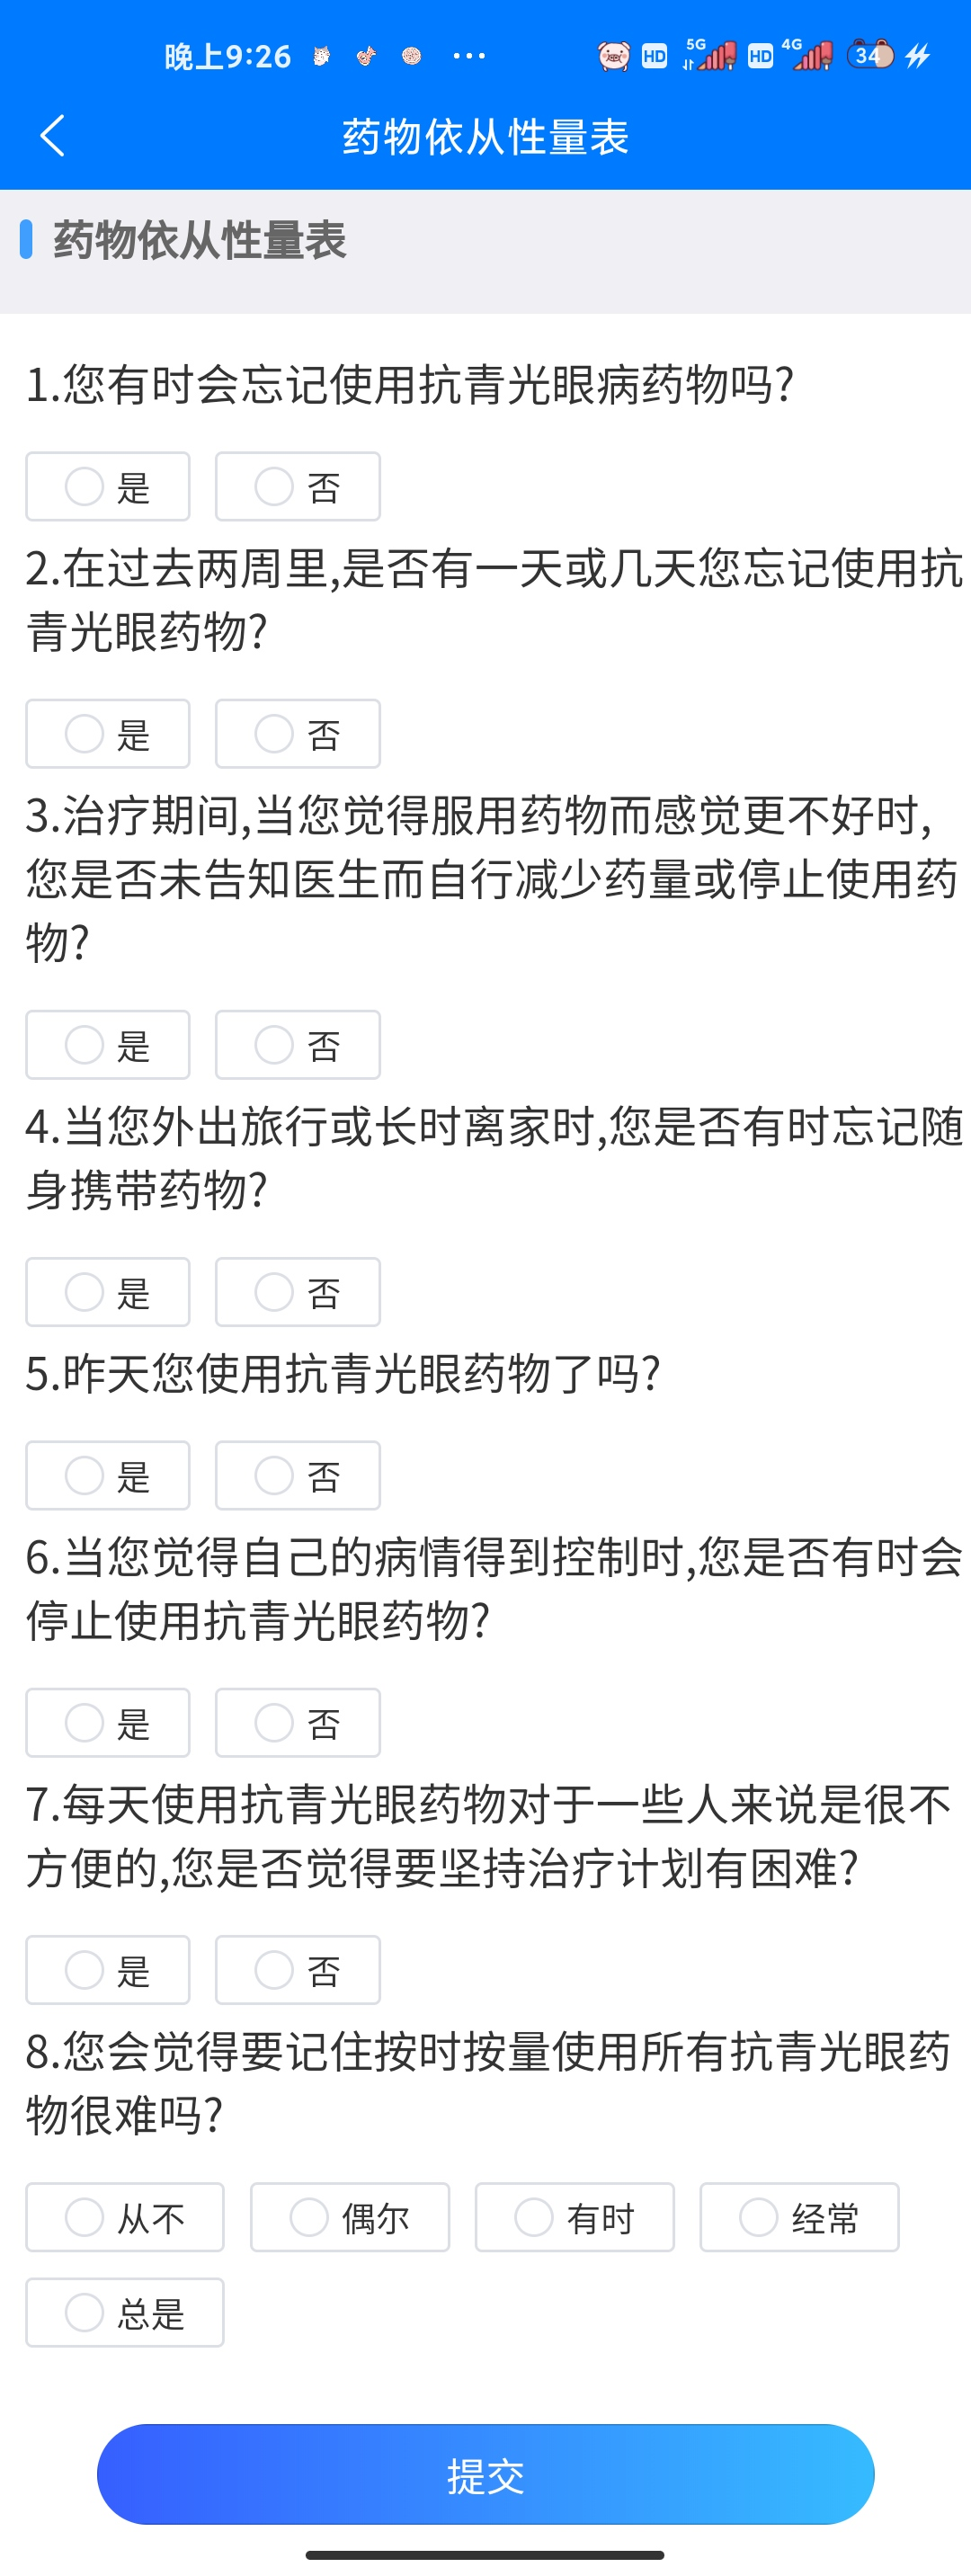 晚上9:26 ... HD 5G HD 4G 34
药物依从性量表
药物依从性量表
1.您有时会忘记使用抗青光眼病药物吗?
是 否
2.在过去两周里,是否有一天或几天您忘记使用抗
青光眼药物?
是 否
3.治疗期间,当您觉得服用药物而感觉更不好时,
您是否未告知医生而自行减少药量或停止使用药
物?
是 否
4.当您外出旅行或长时离家时,您是否有时忘记随
身携带药物?
是 否
5.昨天您使用抗青光眼药物了吗?
是 否
6.当您觉得自己的病情得到控制时,您是否有时会
停止使用抗青光眼药物?
是 否
7.每天使用抗青光眼药物对于一些人来说是很不
方便的,您是否觉得要坚持治疗计划有困难?
是 否
8.您会觉得要记住按时按量使用所有抗青光眼药
物很难吗?
从不 偶尔 有时 经常
总是
提交